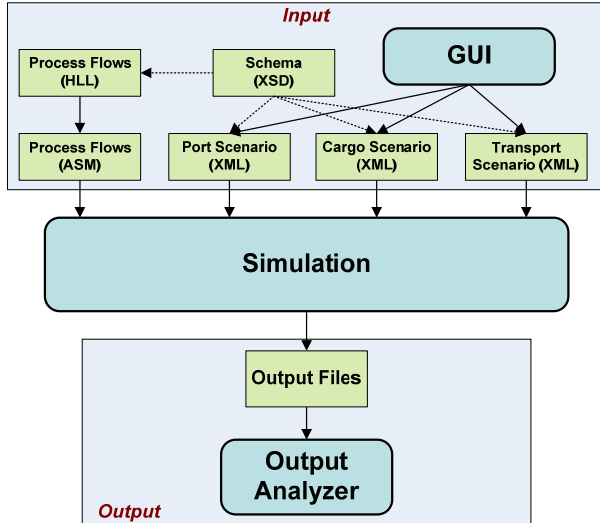 Input
Process Flows
(HLL)
Schema
(XSD)
GUI
Process Flows
(ASM)
Port Scenario
(XML)
Cargo Scenario
(XML)
Transport
Scenario (XML)
Simulation
Output Files
Output
Analyzer
Output